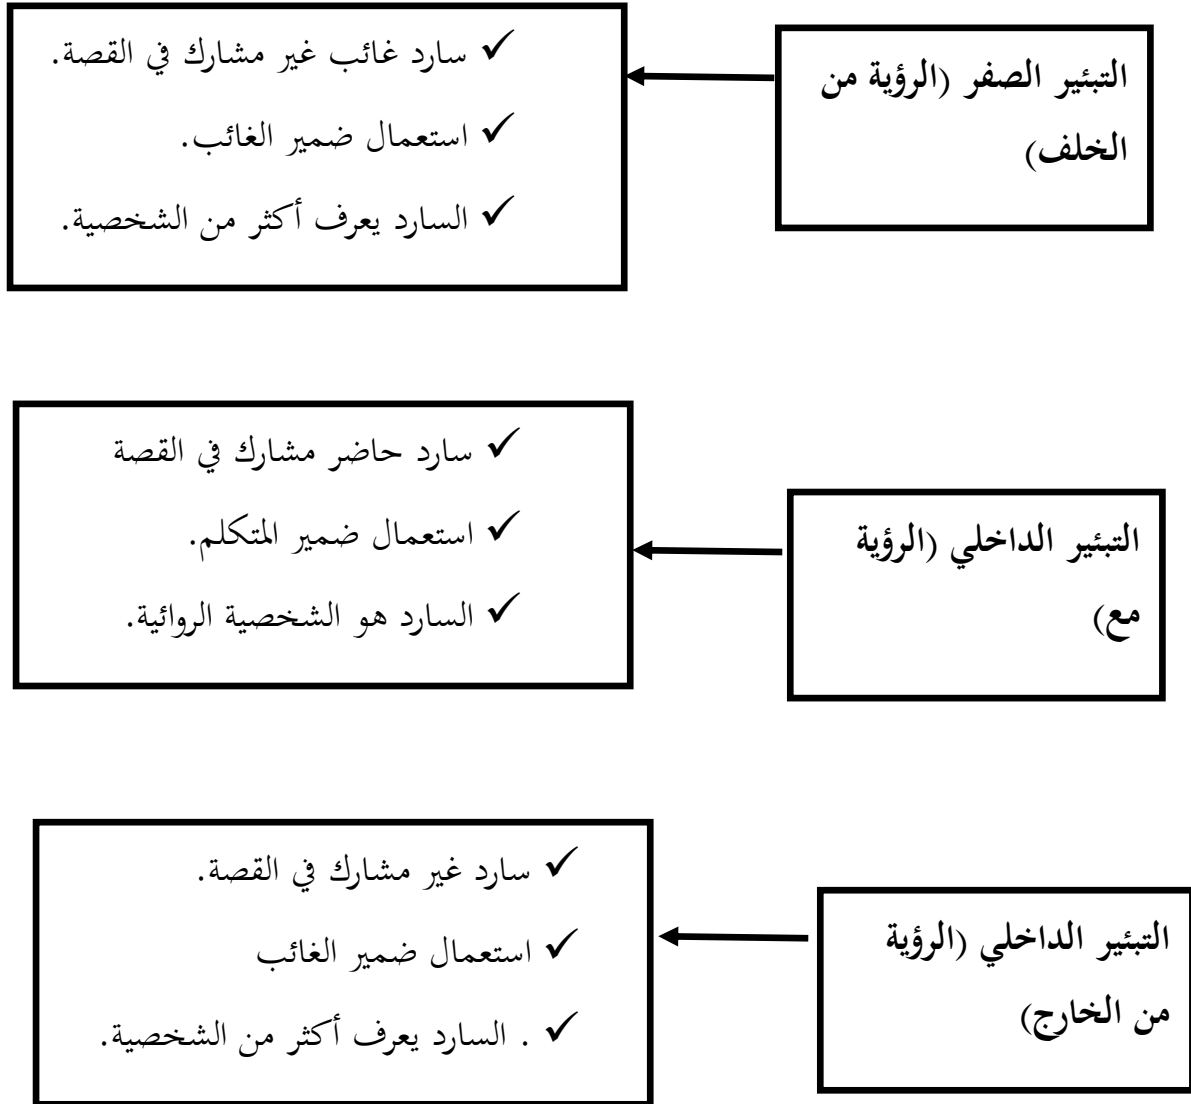 التبئير الصفر (الرؤية من
الخلف)
✓ سارد غائب غير مشارك في القصة.
✓ استعمال ضمير الغائب.
✓ السارد يعرف أكثر من الشخصية.
التبئير الداخلي (الرؤية
مع)
✓ سارد حاضر مشارك في القصة
✓ استعمال ضمير المتكلم.
✓ السارد هو الشخصية الروائية.
التبئير الداخلي (الرؤية
من الخارج)
✓ سارد غير مشارك في القصة.
✓ استعمال ضمير الغائب
✓ . السارد يعرف أكثر من الشخصية.